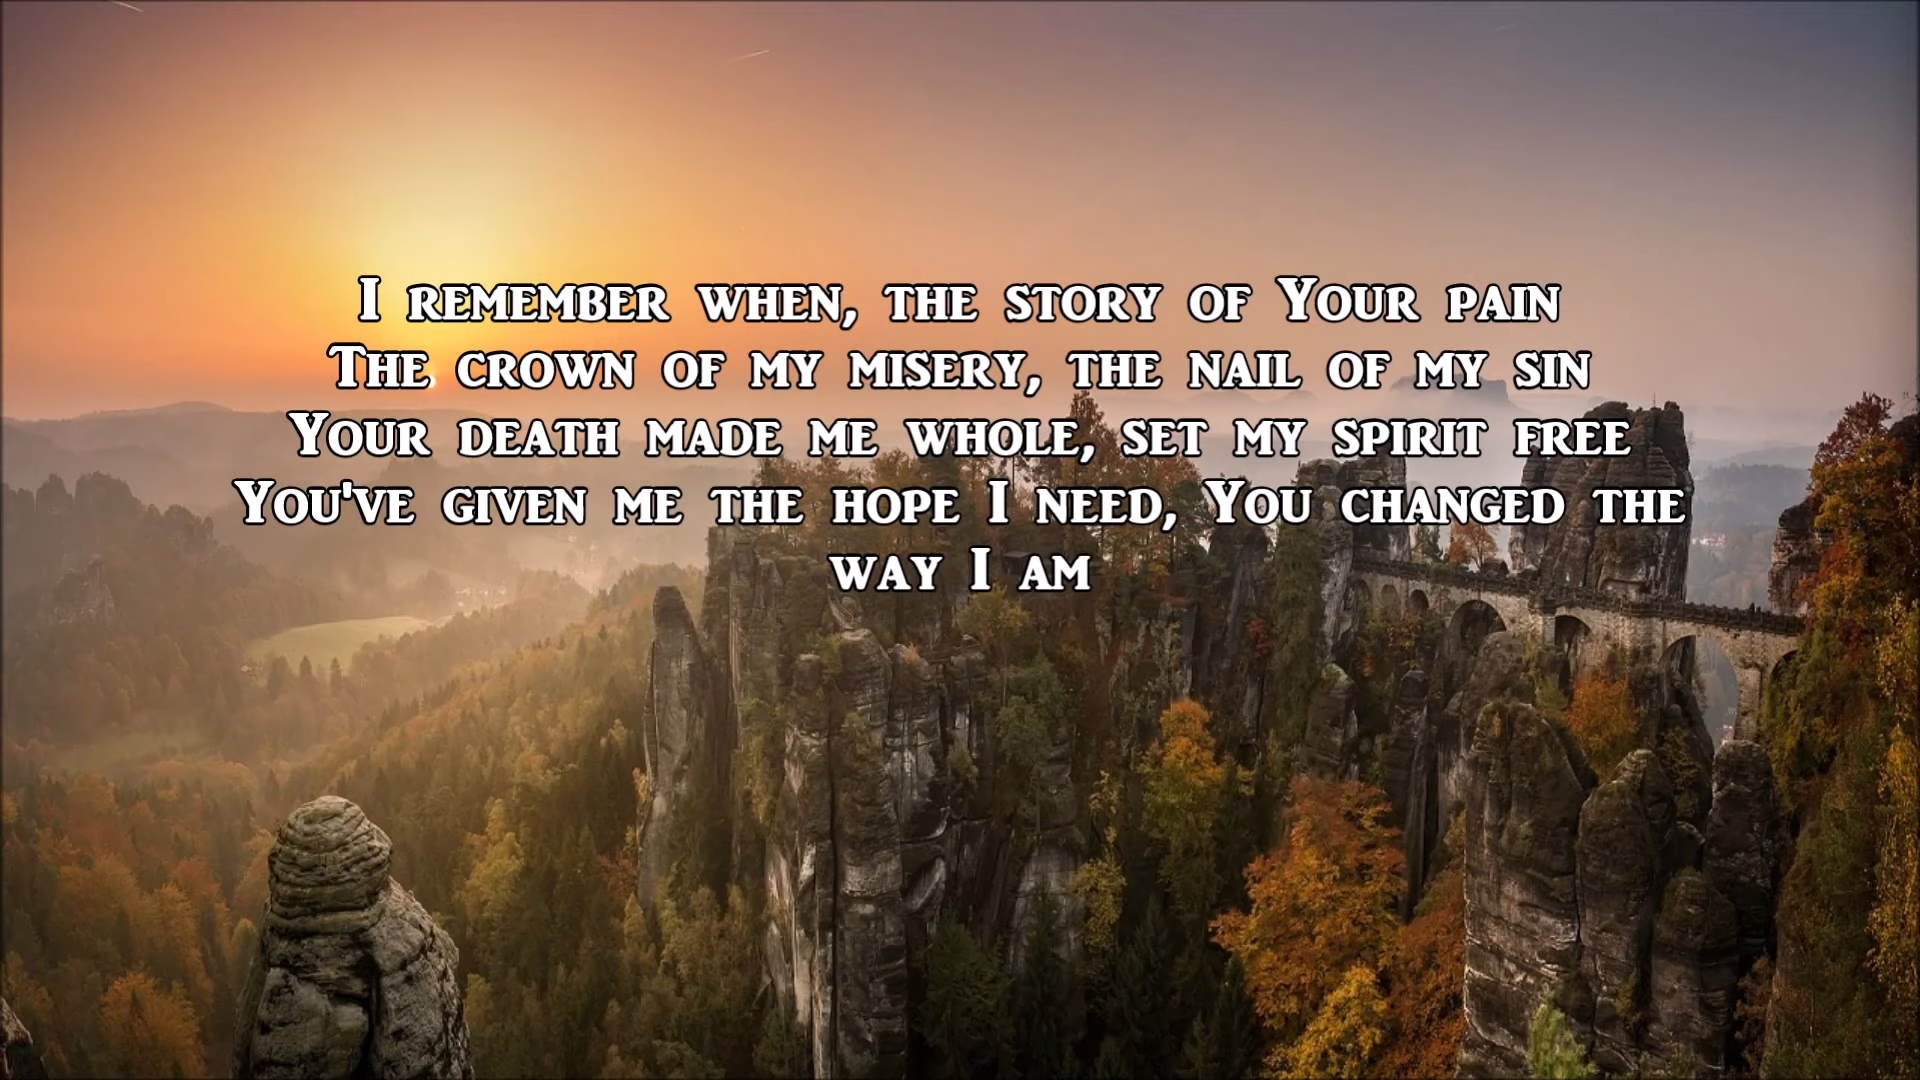 I remember when, the story of Your pain
The crown of my misery, the nail of my sin
Your death made me whole, set my spirit free
You've given me the hope I need, You changed the
way I am